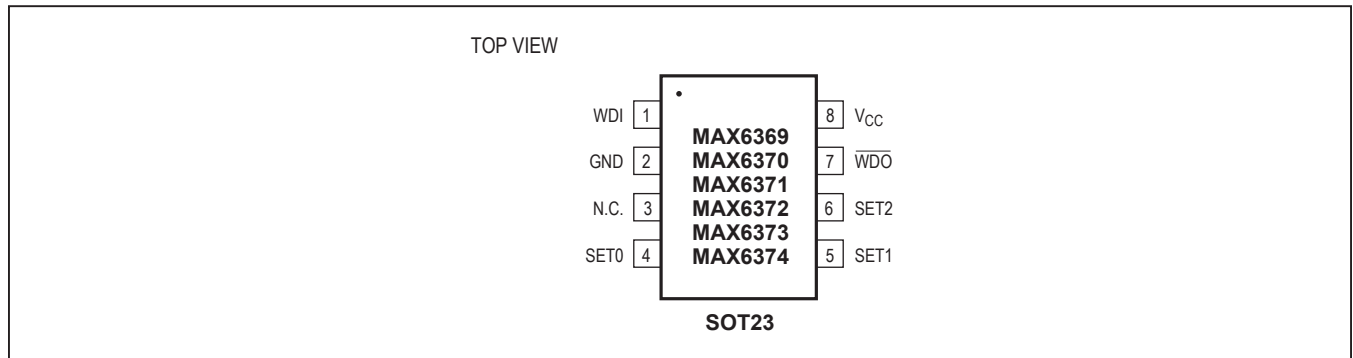 TOP VIEW
WDI 1
GND 2
N.C. 3
SET0 4
MAX6369
MAX6370
MAX6371
MAX6372
MAX6373
MAX6374
8 VCC
7 WDO
6 SET2
5 SET1
SOT23